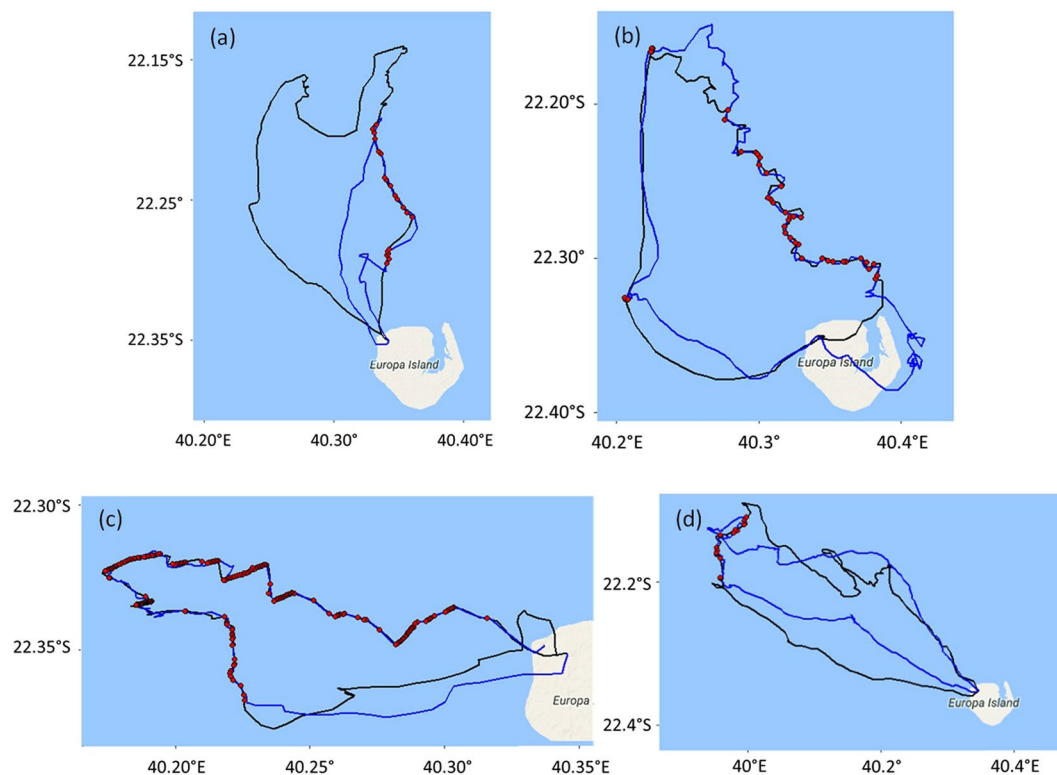 (a)
22.15°S
22.25°S
22.35°S
Europa Island
40.20°E 40.30°E 40.40°E
(b)
22.20°S
22.30°S
22.40°S
Europa Island
40.2°E 40.3°E 40.4°E
(c)
22.30°S
22.35°S
Europa
40.20°E 40.25°E 40.30°E 40.35°E
(d)
22.2°S
22.4°S
Europa Island
40°E 40.2°E 40.4°E